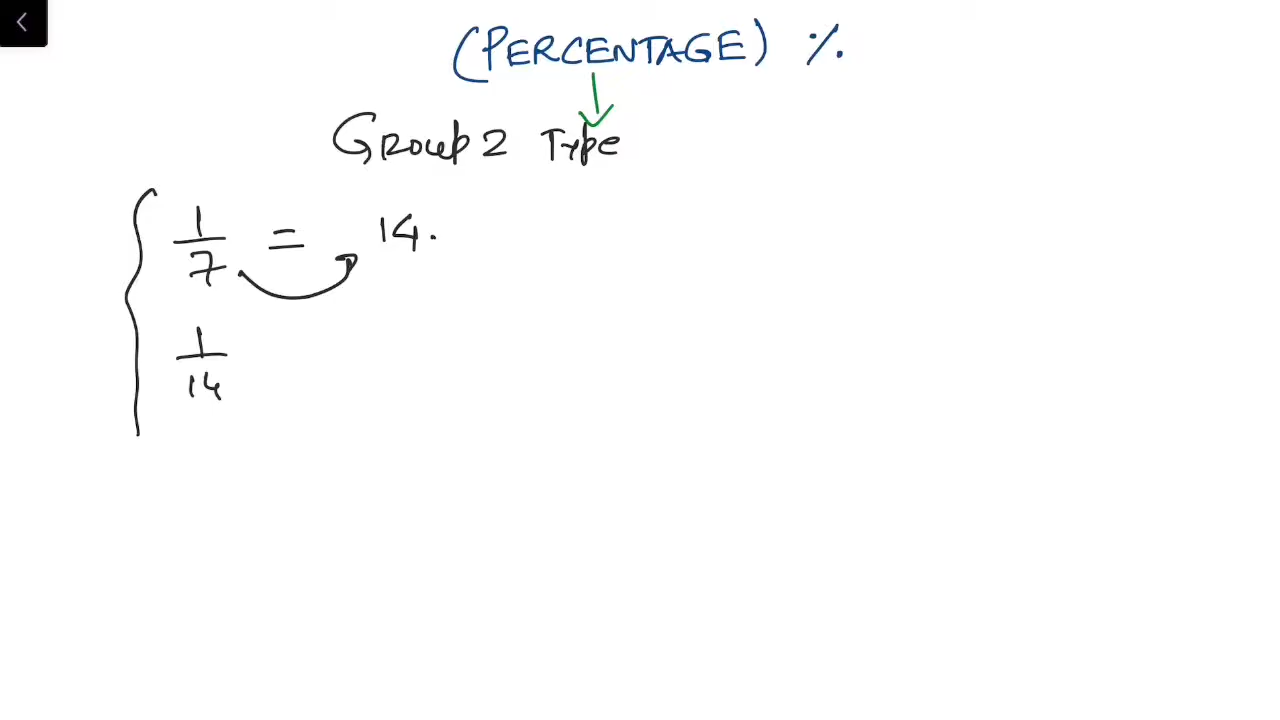 (PERCENTAGE) %
Group 2 Type
1/7 = 14.
1/14